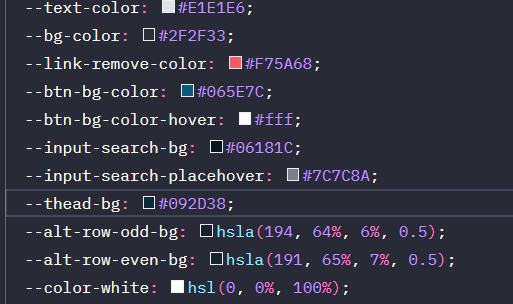 --text-color: #E1E1E6;
--bg-color: #2F2F33;
--link-remove-color: #F75A68;
--btn-bg-color: #065E7C;
--btn-bg-color-hover: #fff;
--input-search-bg: #06181C;
--input-search-placehover: #7C7C8A;
--thead-bg: #092D38;
--alt-row-odd-bg: hsla(194, 64%, 6%, 0.5);
--alt-row-even-bg: hsla(191, 65%, 7%, 0.5);
--color-white: hsl(0, 0%, 100%);